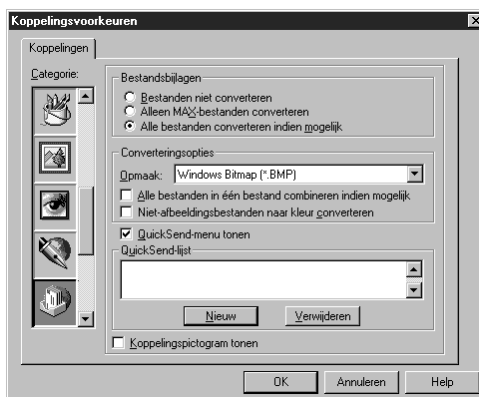 Koppelingsvoorkeuren
Koppelingen
Categorie:
Bestandsbijlagen
Bestanden niet converteren
Alleen MAX-bestanden converteren
Alle bestanden converteren indien mogelijk
Converteringsopties
Opmaak: Windows Bitmap (*.BMP)
Alle bestanden in één bestand combineren indien mogelijk
Niet-afbeeldingsbestanden naar kleur converteren
QuickSend-menu tonen
QuickSend-lijst
Nieuw Verwijderen
Koppelingspictogram tonen
OK Annuleren Help